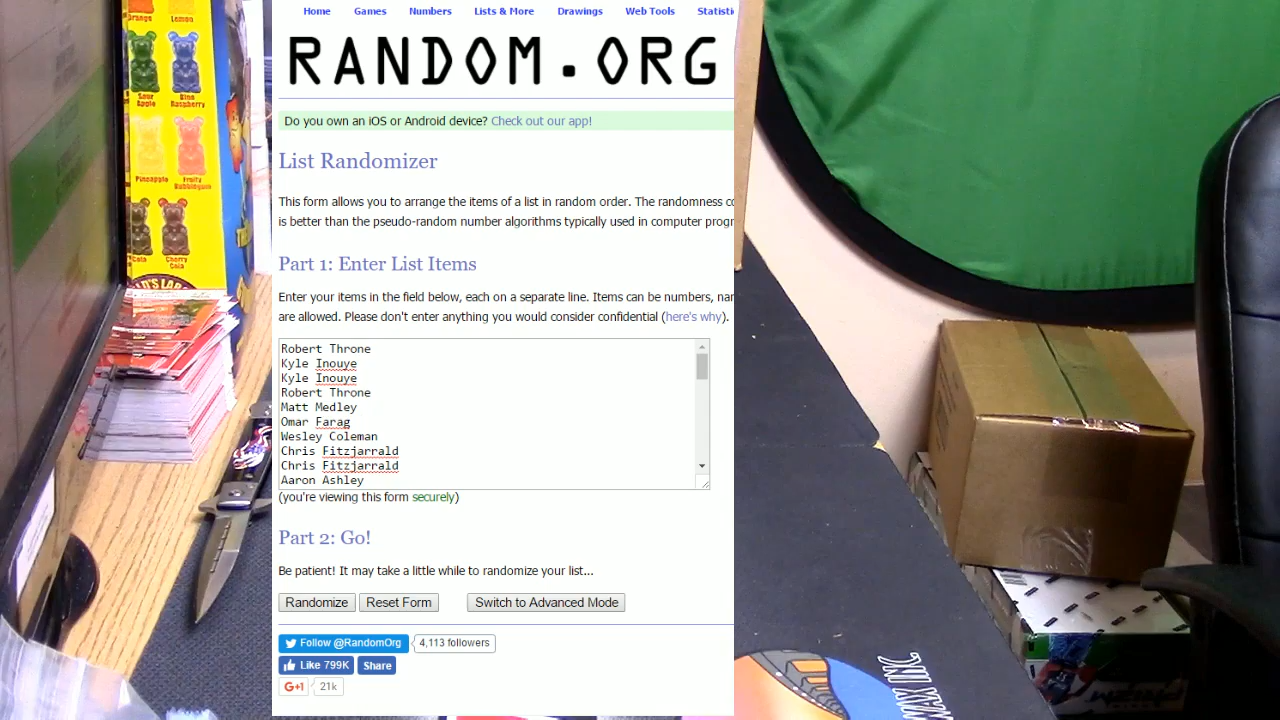 Orange Lemon
Sour Apple
Blue Raspberry
Pineapple
Fruity Bubblegum
Cola
Cherry Cola
Home Games Numbers Lists & More Drawings Web Tools Statisti
RANDOM.ORG
Do you own an iOS or Android device? Check out our app!
List Randomizer
This form allows you to arrange the items of a list in random order. The randomness co
is better than the pseudo-random number algorithms typically used in computer progr
Part 1: Enter List Items
Enter your items in the field below, each on a separate line. Items can be numbers, nar
are allowed. Please don't enter anything you would consider confidential (here's why).
Robert Throne
Kyle Inouye
Kyle Inouye
Robert Throne
Matt Medley
Omar Farag
Wesley Coleman
Chris Fitzjarrald
Chris Fitzjarrald
Aaron Ashley
(you're viewing this form securely)
Part 2: Go!
Be patient! It may take a little while to randomize your list...
Randomize Reset Form Switch to Advanced Mode
Follow @RandomOrg 4,113 followers
Like 799K Share
G+1 21k
WAX INC.